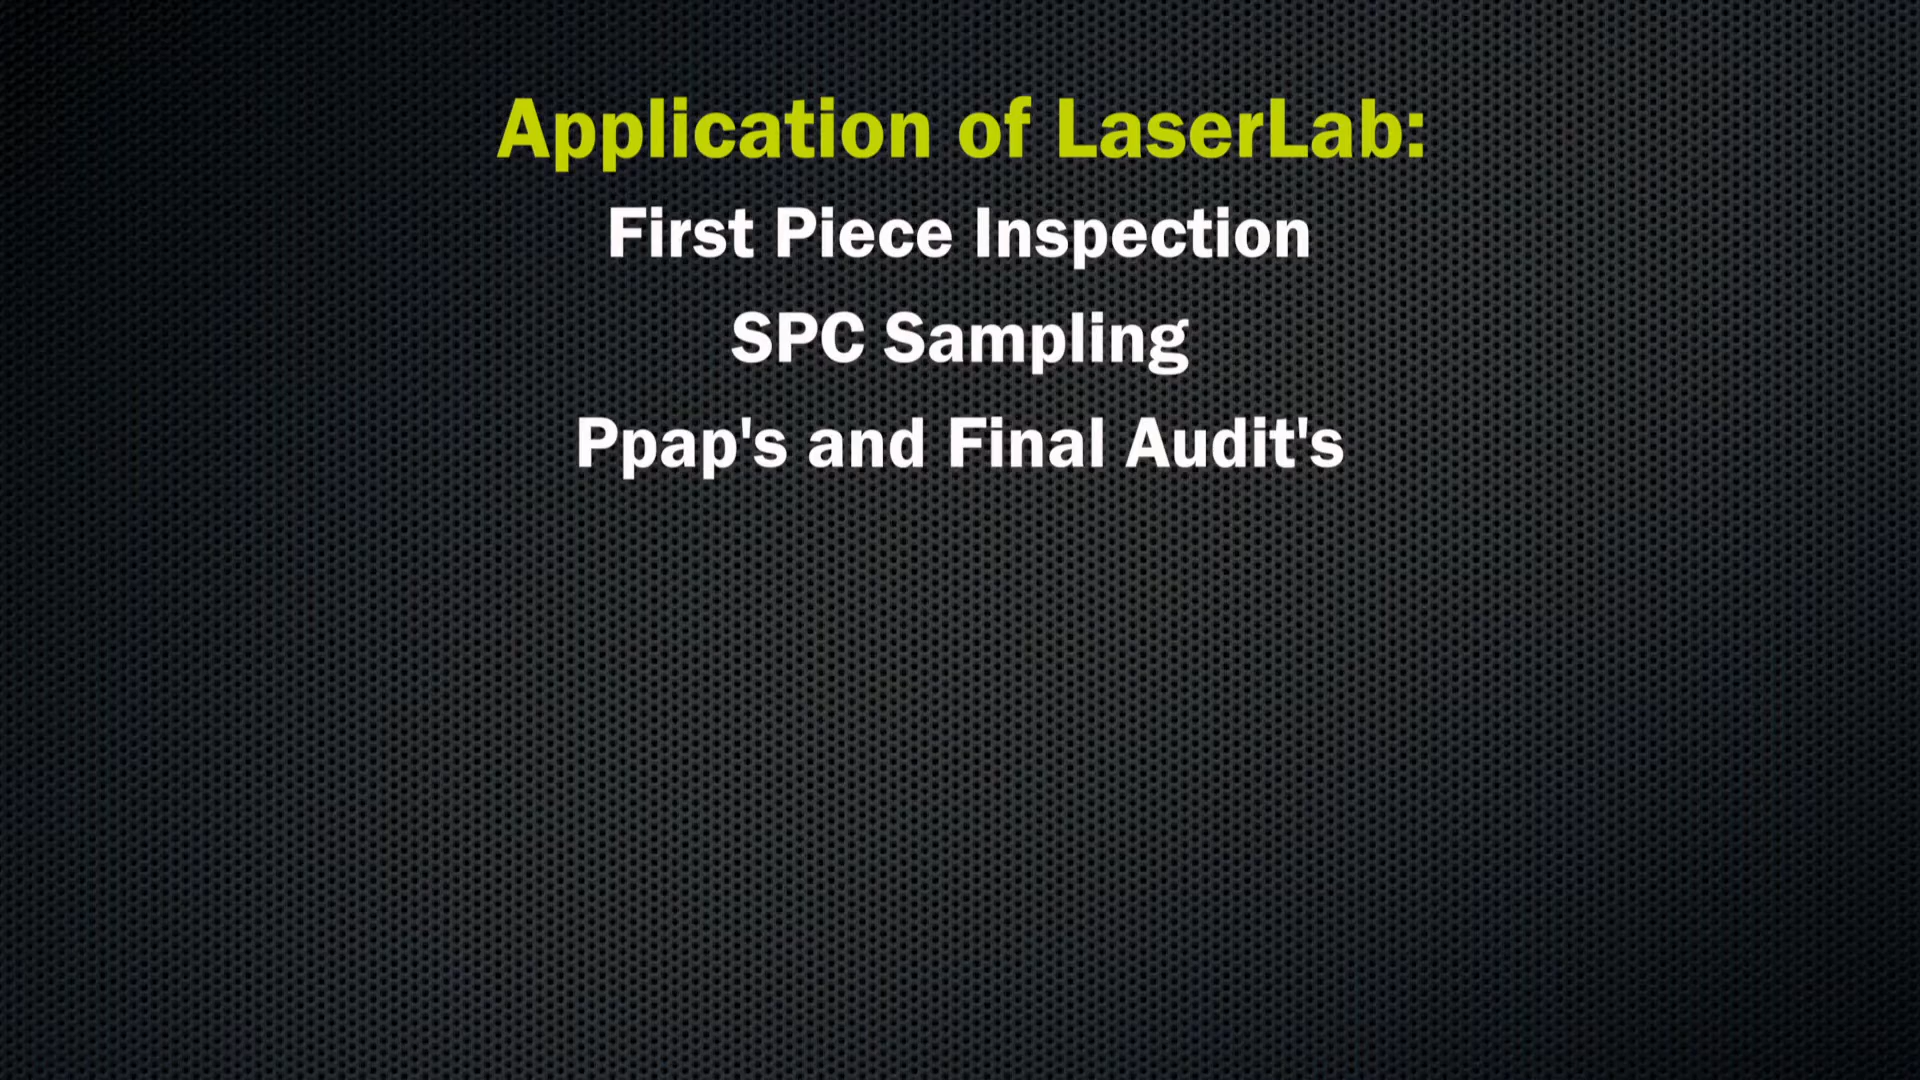 Application of LaserLab:
First Piece Inspection
SPC Sampling
Ppap's and Final Audit's